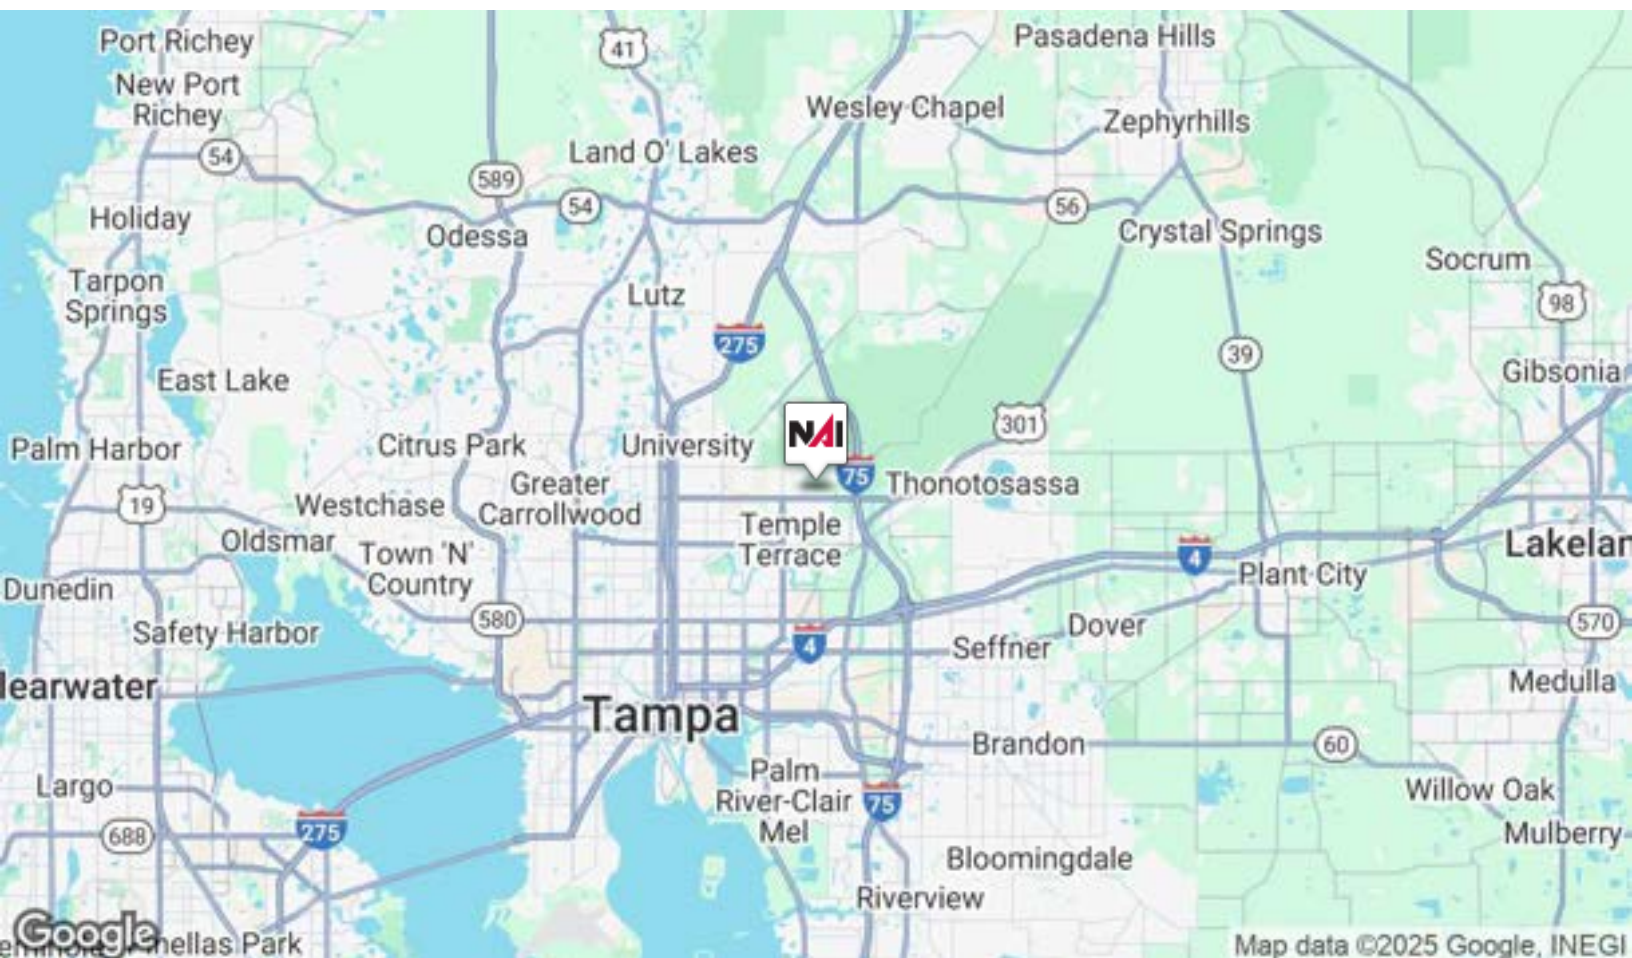 Port Richey
41
Pasadena Hills
New Port
Richey
Wesley Chapel
Zephyrhills
54
Land O' Lakes
589
54
56
Holiday
Odessa
Crystal Springs
Socrum
Tarpon
Springs
Lutz
98
275
39
Gibsonia
East Lake
301
NAI
Palm Harbor
Citrus Park
University
75
Thonotosassa
19
Westchase
Greater
Carrollwood
Temple
Terrace
Oldsmar
Town 'N'
Country
4
Lakelan
Dunedin
Plant City
580
570
Safety Harbor
Dover
4
Seffner
learwater
Medulla
Tampa
Brandon
60
Largo
Palm
River-Clair
Mel
75
Willow Oak
688
275
Mulberry
Bloomingdale
Riverview
Google
nellas Park
Map data ©2025 Google, INEGI